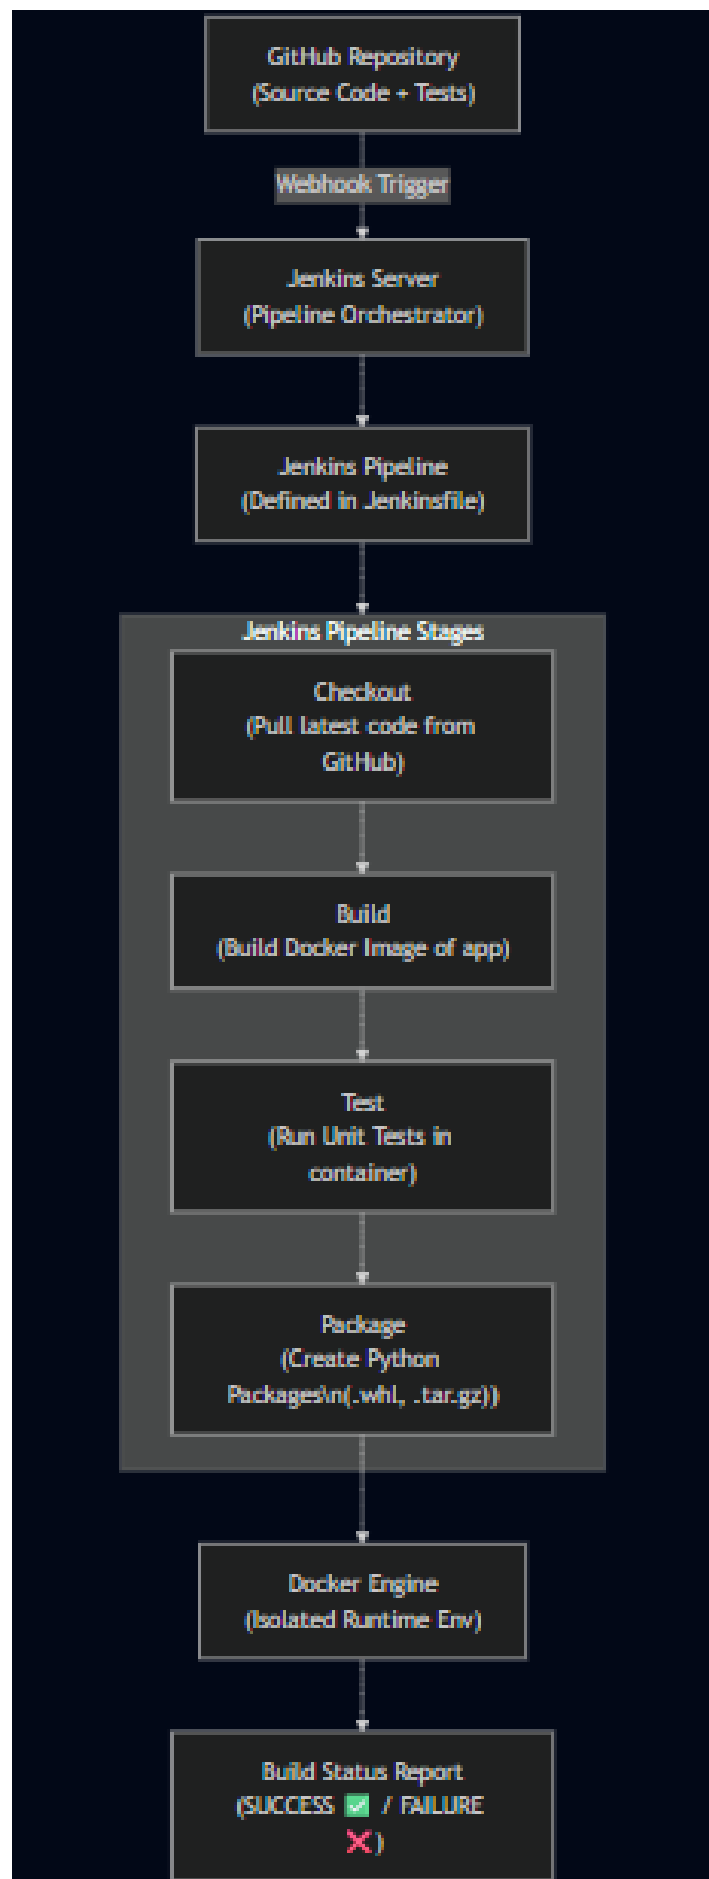 GitHub Repository
(Source Code + Tests)
Webhook Trigger
Jenkins Server
(Pipeline Orchestrator)
Jenkins Pipeline
(Defined in Jenkinsfile)
Jenkins Pipeline Stages
Checkout
(Pull latest code from
GitHub)
Build
(Build Docker Image of app)
Test
(Run Unit Tests in
container)
Package
(Create Python
Packages\n(.whl, .tar.gz))
Docker Engine
(Isolated Runtime Env)
Build Status Report
(SUCCESS ✅ / FAILURE
❌)